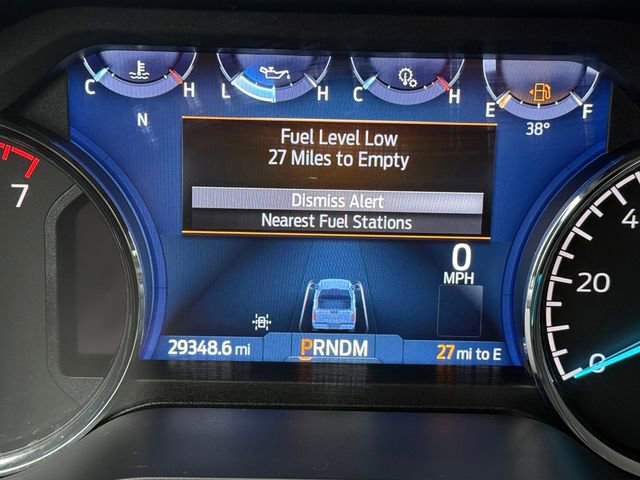 C H L H C H E F
N
38°
Fuel Level Low
27 Miles to Empty
Dismiss Alert
Nearest Fuel Stations
7
0
MPH
4
20
0
29348.6 mi
PRNDM
27 mi to E